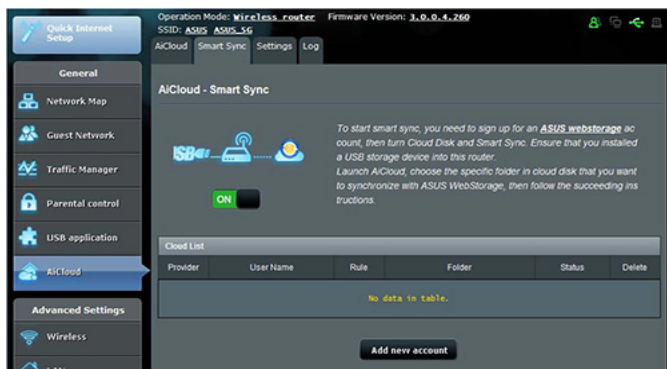 Quick Internet
Setup
Operation Mode: Wireless router Firmware Version: 3.0.0.4.260
SSID: ASUS ASUS_5G
AiCloud Smart Sync Settings Log
General
Network Map
Guest Network
Traffic Manager
Parental control
USB application
AiCloud
Advanced Settings
Wireless
AiCloud - Smart Sync
USB
To start smart sync, you need to sign up for an ASUS webstorage ac
count, then turn Cloud Disk and Smart Sync. Ensure that you installed
a USB storage device into this router.
Launch AiCloud, choose the specific folder in cloud disk that you want
to synchronize with ASUS WebStorage, then follow the succeeding ins
tructions.
ON
Cloud List
Provider User Name Rule Folder Status Delete
No data in table.
Add new account